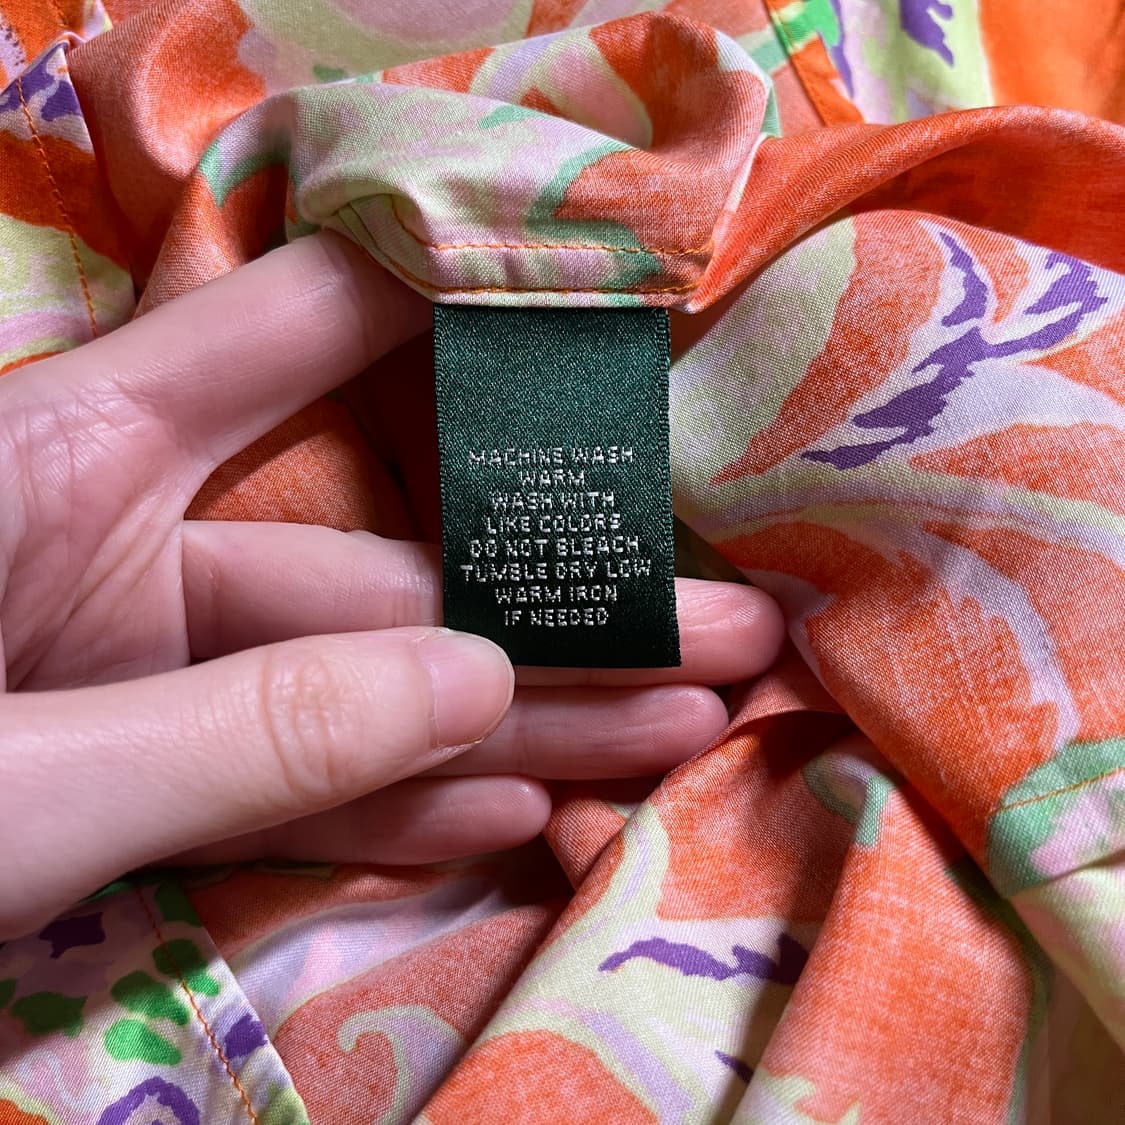 MACHINE WASH
WARM
WASH WITH
LIKE COLORS
DO NOT BLEACH
TUMBLE DRY LOW
WARM IRON
IF NEEDED